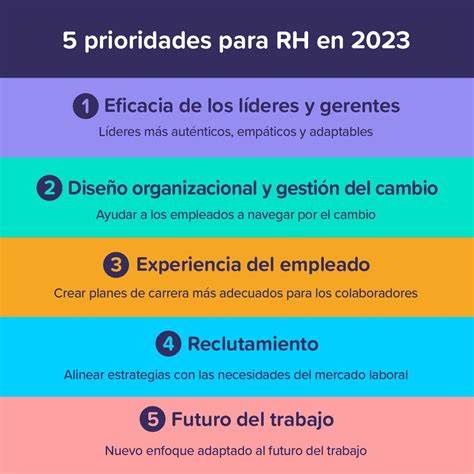 5 prioridades para RH en 2023
1 Eficacia de los líderes y gerentes
Líderes más auténticos, empáticos y adaptables
2 Diseño organizacional y gestión del cambio
Ayudar a los empleados a navegar por el cambio
3 Experiencia del empleado
Crear planes de carrera más adecuados para los colaboradores
4 Reclutamiento
Alinear estrategias con las necesidades del mercado laboral
5 Futuro del trabajo
Nuevo enfoque adaptado al futuro del trabajo